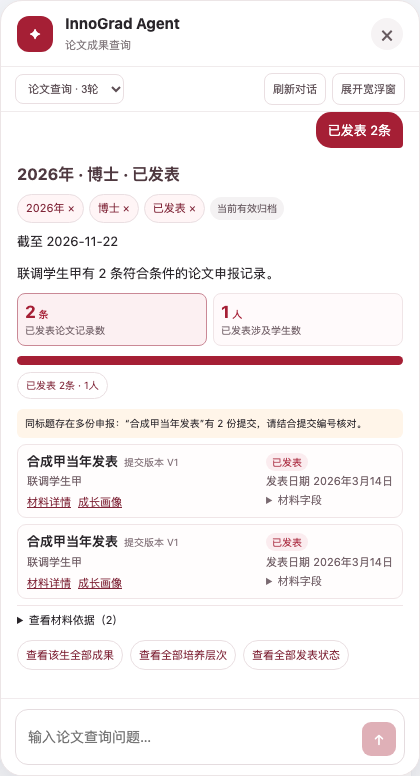 InnoGrad Agent
论文成果查询
论文查询 · 3轮
刷新对话
展开宽浮窗
已发表 2条
2026年 · 博士 · 已发表
2026年 ×
博士 ×
已发表 ×
当前有效归档
截至 2026-11-22
联调学生甲有 2 条符合条件的论文申报记录。
2 条
已发表论文记录数
1 人
已发表涉及学生数
已发表 2条 · 1人
同标题存在多份申报：“合成甲当年发表”有 2 份提交，请结合提交编号核对。
合成甲当年发表 提交版本 V1
已发表
联调学生甲
发表日期 2026年3月14日
材料详情 成长画像
▶ 材料字段
合成甲当年发表 提交版本 V1
已发表
联调学生甲
发表日期 2026年3月14日
材料详情 成长画像
▶ 材料字段
▶ 查看材料依据（2）
查看该生全部成果
查看全部培养层次
查看全部发表状态
输入论文查询问题...